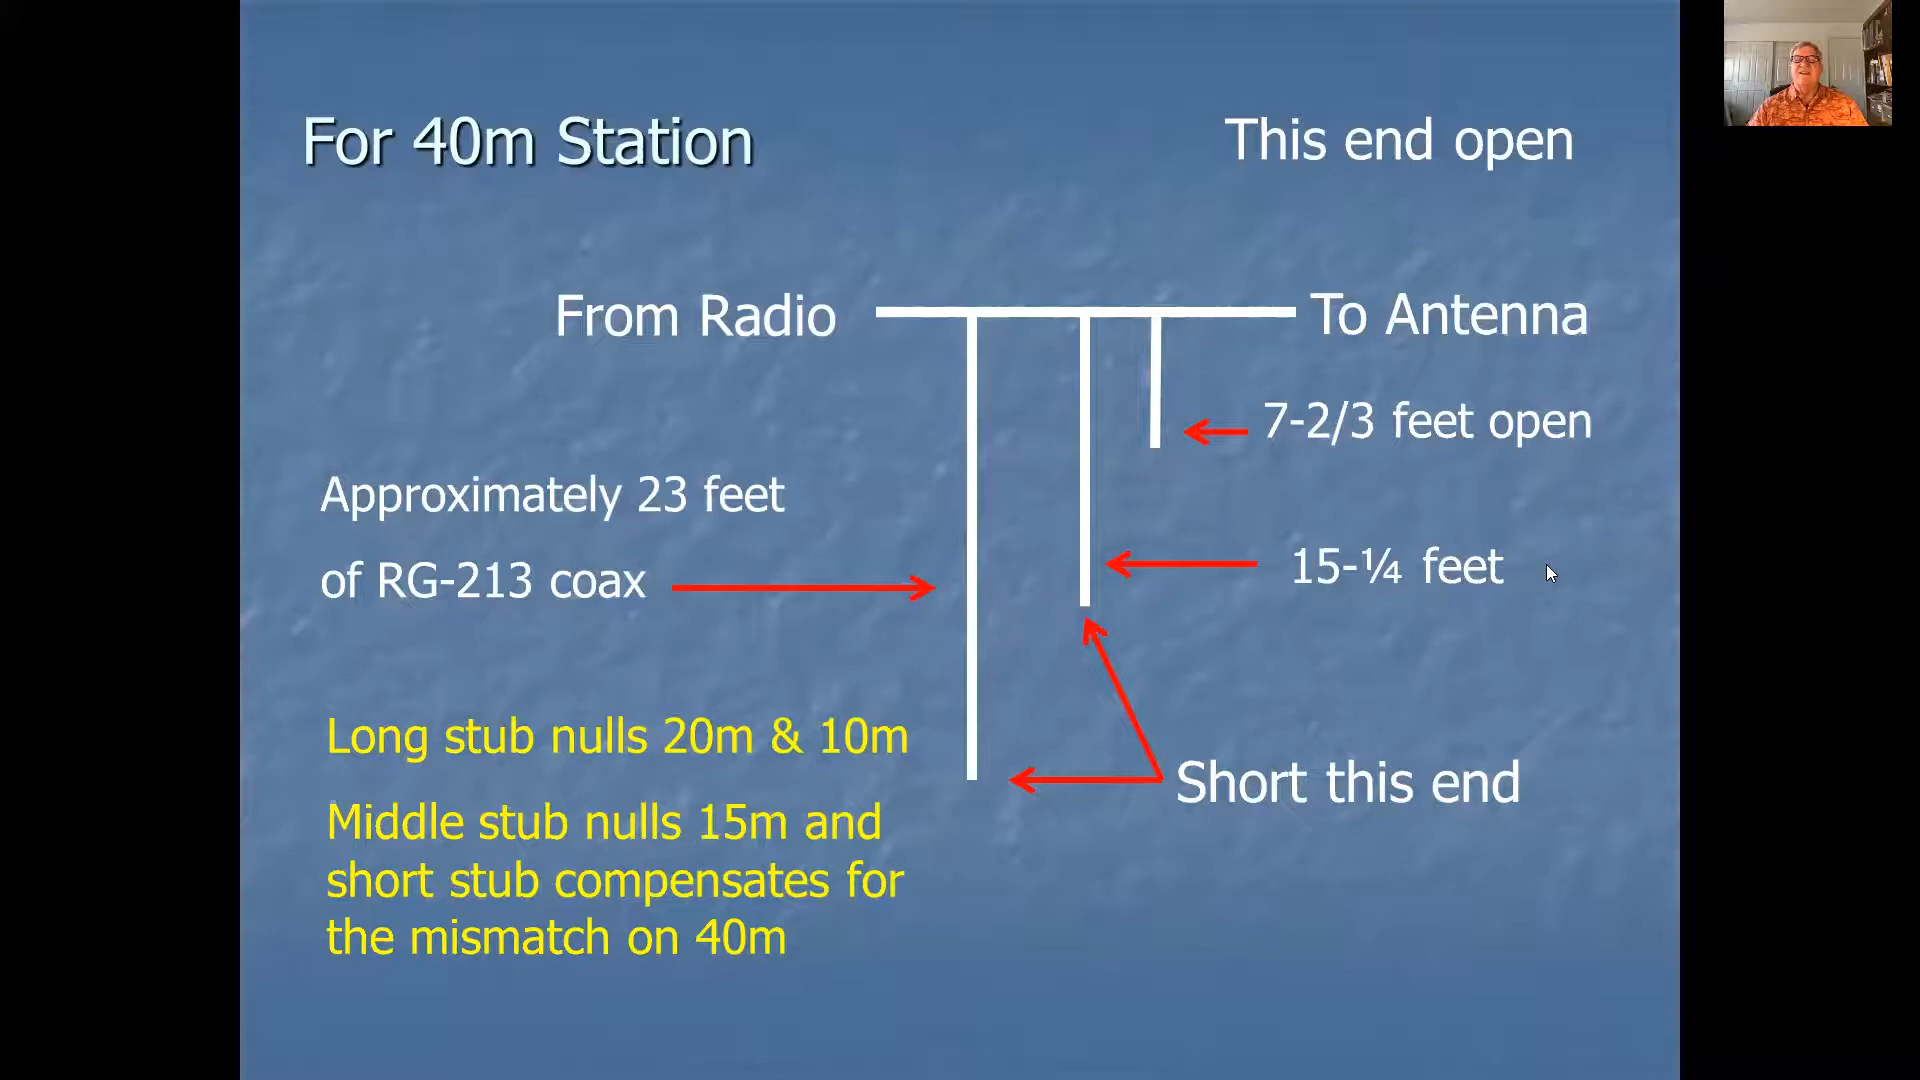 For 40m Station
This end open
From Radio
To Antenna
7-2/3 feet open
Approximately 23 feet
of RG-213 coax
15-¼ feet
Long stub nulls 20m & 10m
Short this end
Middle stub nulls 15m and
short stub compensates for
the mismatch on 40m